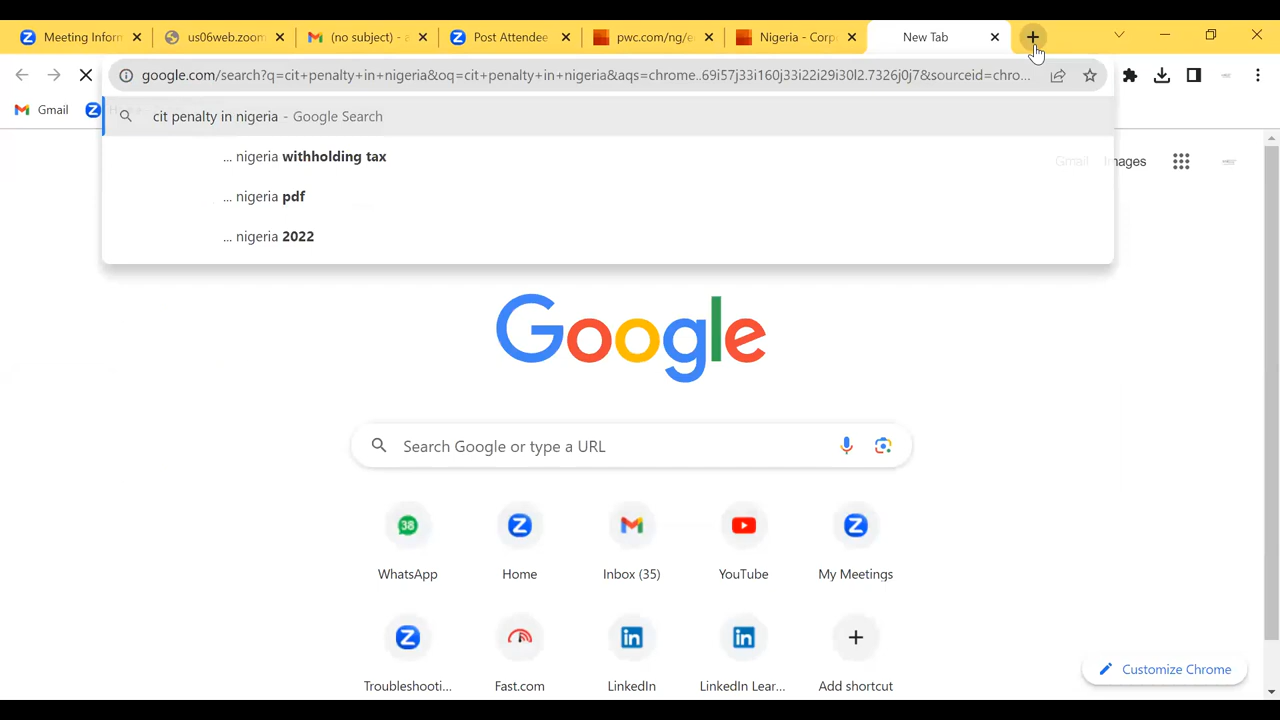 Meeting Inforn
us06web.zoom
(no subject) - a
Post Attendee
pwc.com/ng/e
Nigeria - Corp
New Tab
google.com/search?q=cit+penalty+in+nigeria&oq=cit+penalty+in+nigeria&aqs=chrome..69i57j33i160j33i22i29i30l2.7326j0j7&sourceid=chro...
Gmail
cit penalty in nigeria - Google Search
... nigeria withholding tax
... nigeria pdf
... nigeria 2022
Gmail
Images
Google
Search Google or type a URL
38
WhatsApp
Home
Inbox (35)
YouTube
My Meetings
Troubleshooti...
Fast.com
LinkedIn
LinkedIn Lear...
Add shortcut
Customize Chrome